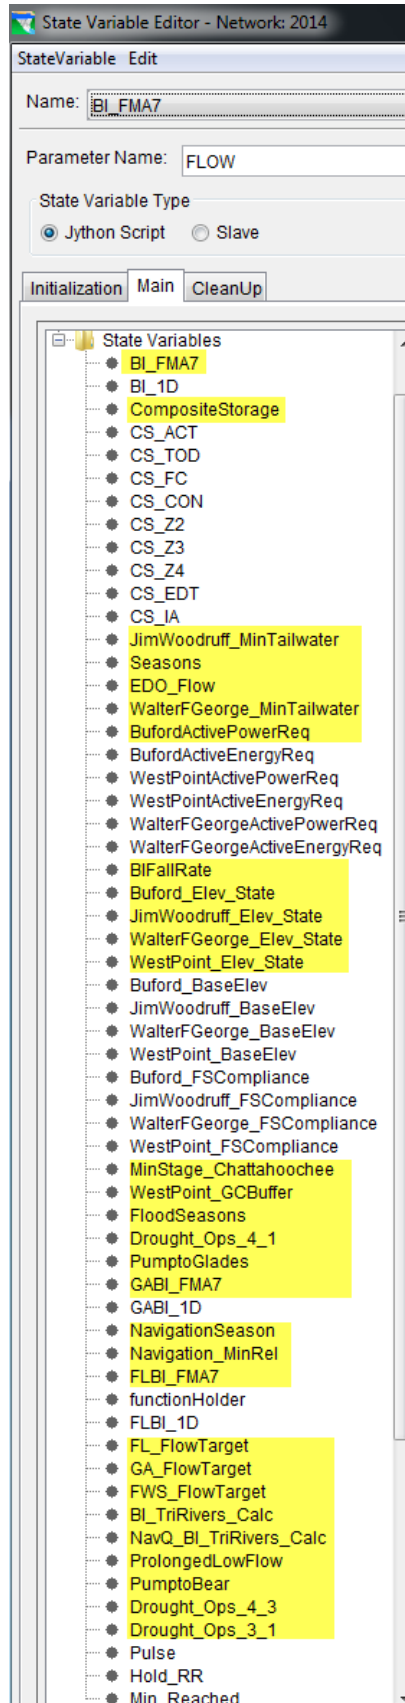 State Variable Editor - Network: 2014
StateVariable Edit
Name: BI_FMA7
Parameter Name: FLOW
State Variable Type
Jython Script Slave
Initialization Main CleanUp
State Variables
BI_FMA7
BI_1D
CompositeStorage
CS_ACT
CS_TOD
CS_FC
CS_CON
CS_Z2
CS_Z3
CS_Z4
CS_EDT
CS_IA
JimWoodruff_MinTailwater
Seasons
EDO_Flow
WalterFGeorge_MinTailwater
BufordActivePowerReq
BufordActiveEnergyReq
WestPointActivePowerReq
WestPointActiveEnergyReq
WalterFGeorgeActivePowerReq
WalterFGeorgeActiveEnergyReq
BIFallRate
Buford_Elev_State
JimWoodruff_Elev_State
WalterFGeorge_Elev_State
WestPoint_Elev_State
Buford_BaseElev
JimWoodruff_BaseElev
WalterFGeorge_BaseElev
WestPoint_BaseElev
Buford_FSCompliance
JimWoodruff_FSCompliance
WalterFGeorge_FSCompliance
WestPoint_FSCompliance
MinStage_Chattahoochee
WestPoint_GCBuffer
FloodSeasons
Drought_Ops_4_1
PumptoGlades
GABI_FMA7
GABI_1D
NavigationSeason
Navigation_MinRel
FLBI_FMA7
functionHolder
FLBI_1D
FL_FlowTarget
GA_FlowTarget
FWS_FlowTarget
BI_TriRivers_Calc
NavQ_BI_TriRivers_Calc
ProlongedLowFlow
PumptoBear
Drought_Ops_4_3
Drought_Ops_3_1
Pulse
Hold_RR
Min_Reached